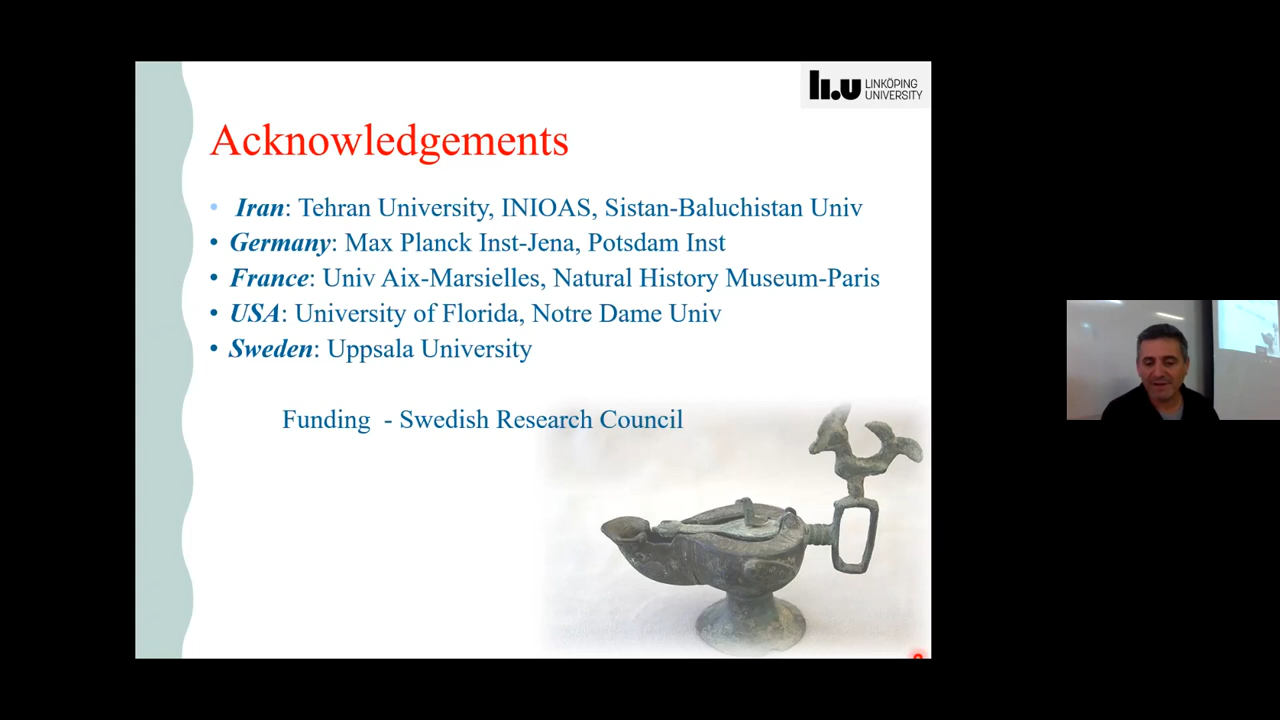 LINKÖPING
UNIVERSITY
Acknowledgements
• Iran: Tehran University, INIOAS, Sistan-Baluchistan Univ
• Germany: Max Planck Inst-Jena, Potsdam Inst
• France: Univ Aix-Marsielles, Natural History Museum-Paris
• USA: University of Florida, Notre Dame Univ
• Sweden: Uppsala University
Funding - Swedish Research Council